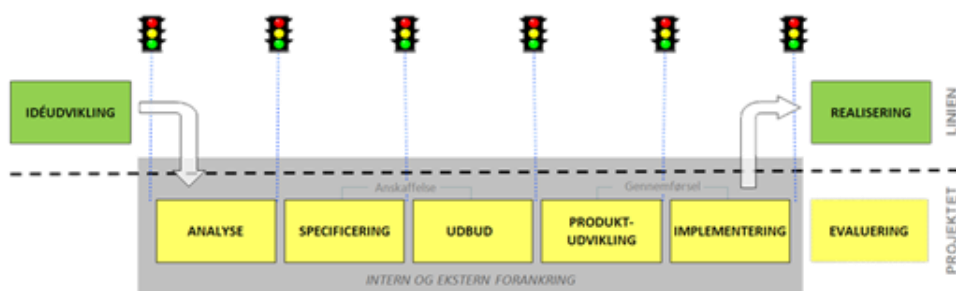 IDÉUDVIKLING
REALISERING
LINIEN
Anskaffelse
Gennemførsel
ANALYSE
SPECIFICERING
UDBUD
PRODUKT-
UDVIKLING
IMPLEMENTERING
EVALUERING
PROJEKTET
INTERN OG EKSTERN FORANKRING